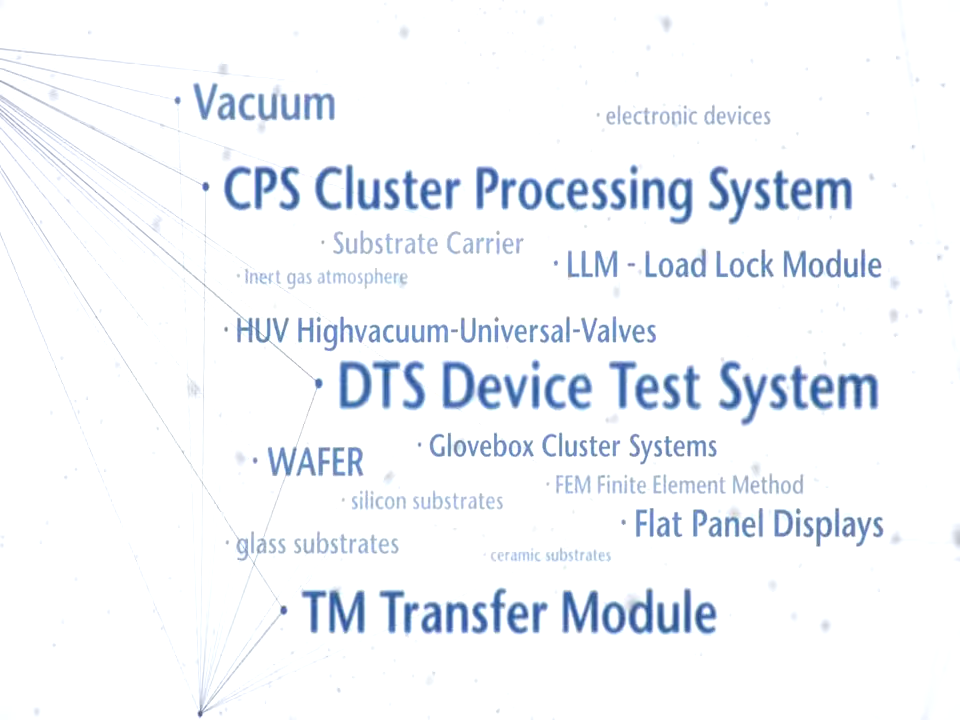 · Vacuum
· electronic devices
· CPS Cluster Processing System
· Substrate Carrier
· LLM - Load Lock Module
· Inert gas atmosphere
· HUV Highvacuum-Universal-Valves
· DTS Device Test System
· Glovebox Cluster Systems
· WAFER
· FEM Finite Element Method
· silicon substrates
· Flat Panel Displays
· glass substrates
· ceramic substrates
· TM Transfer Module